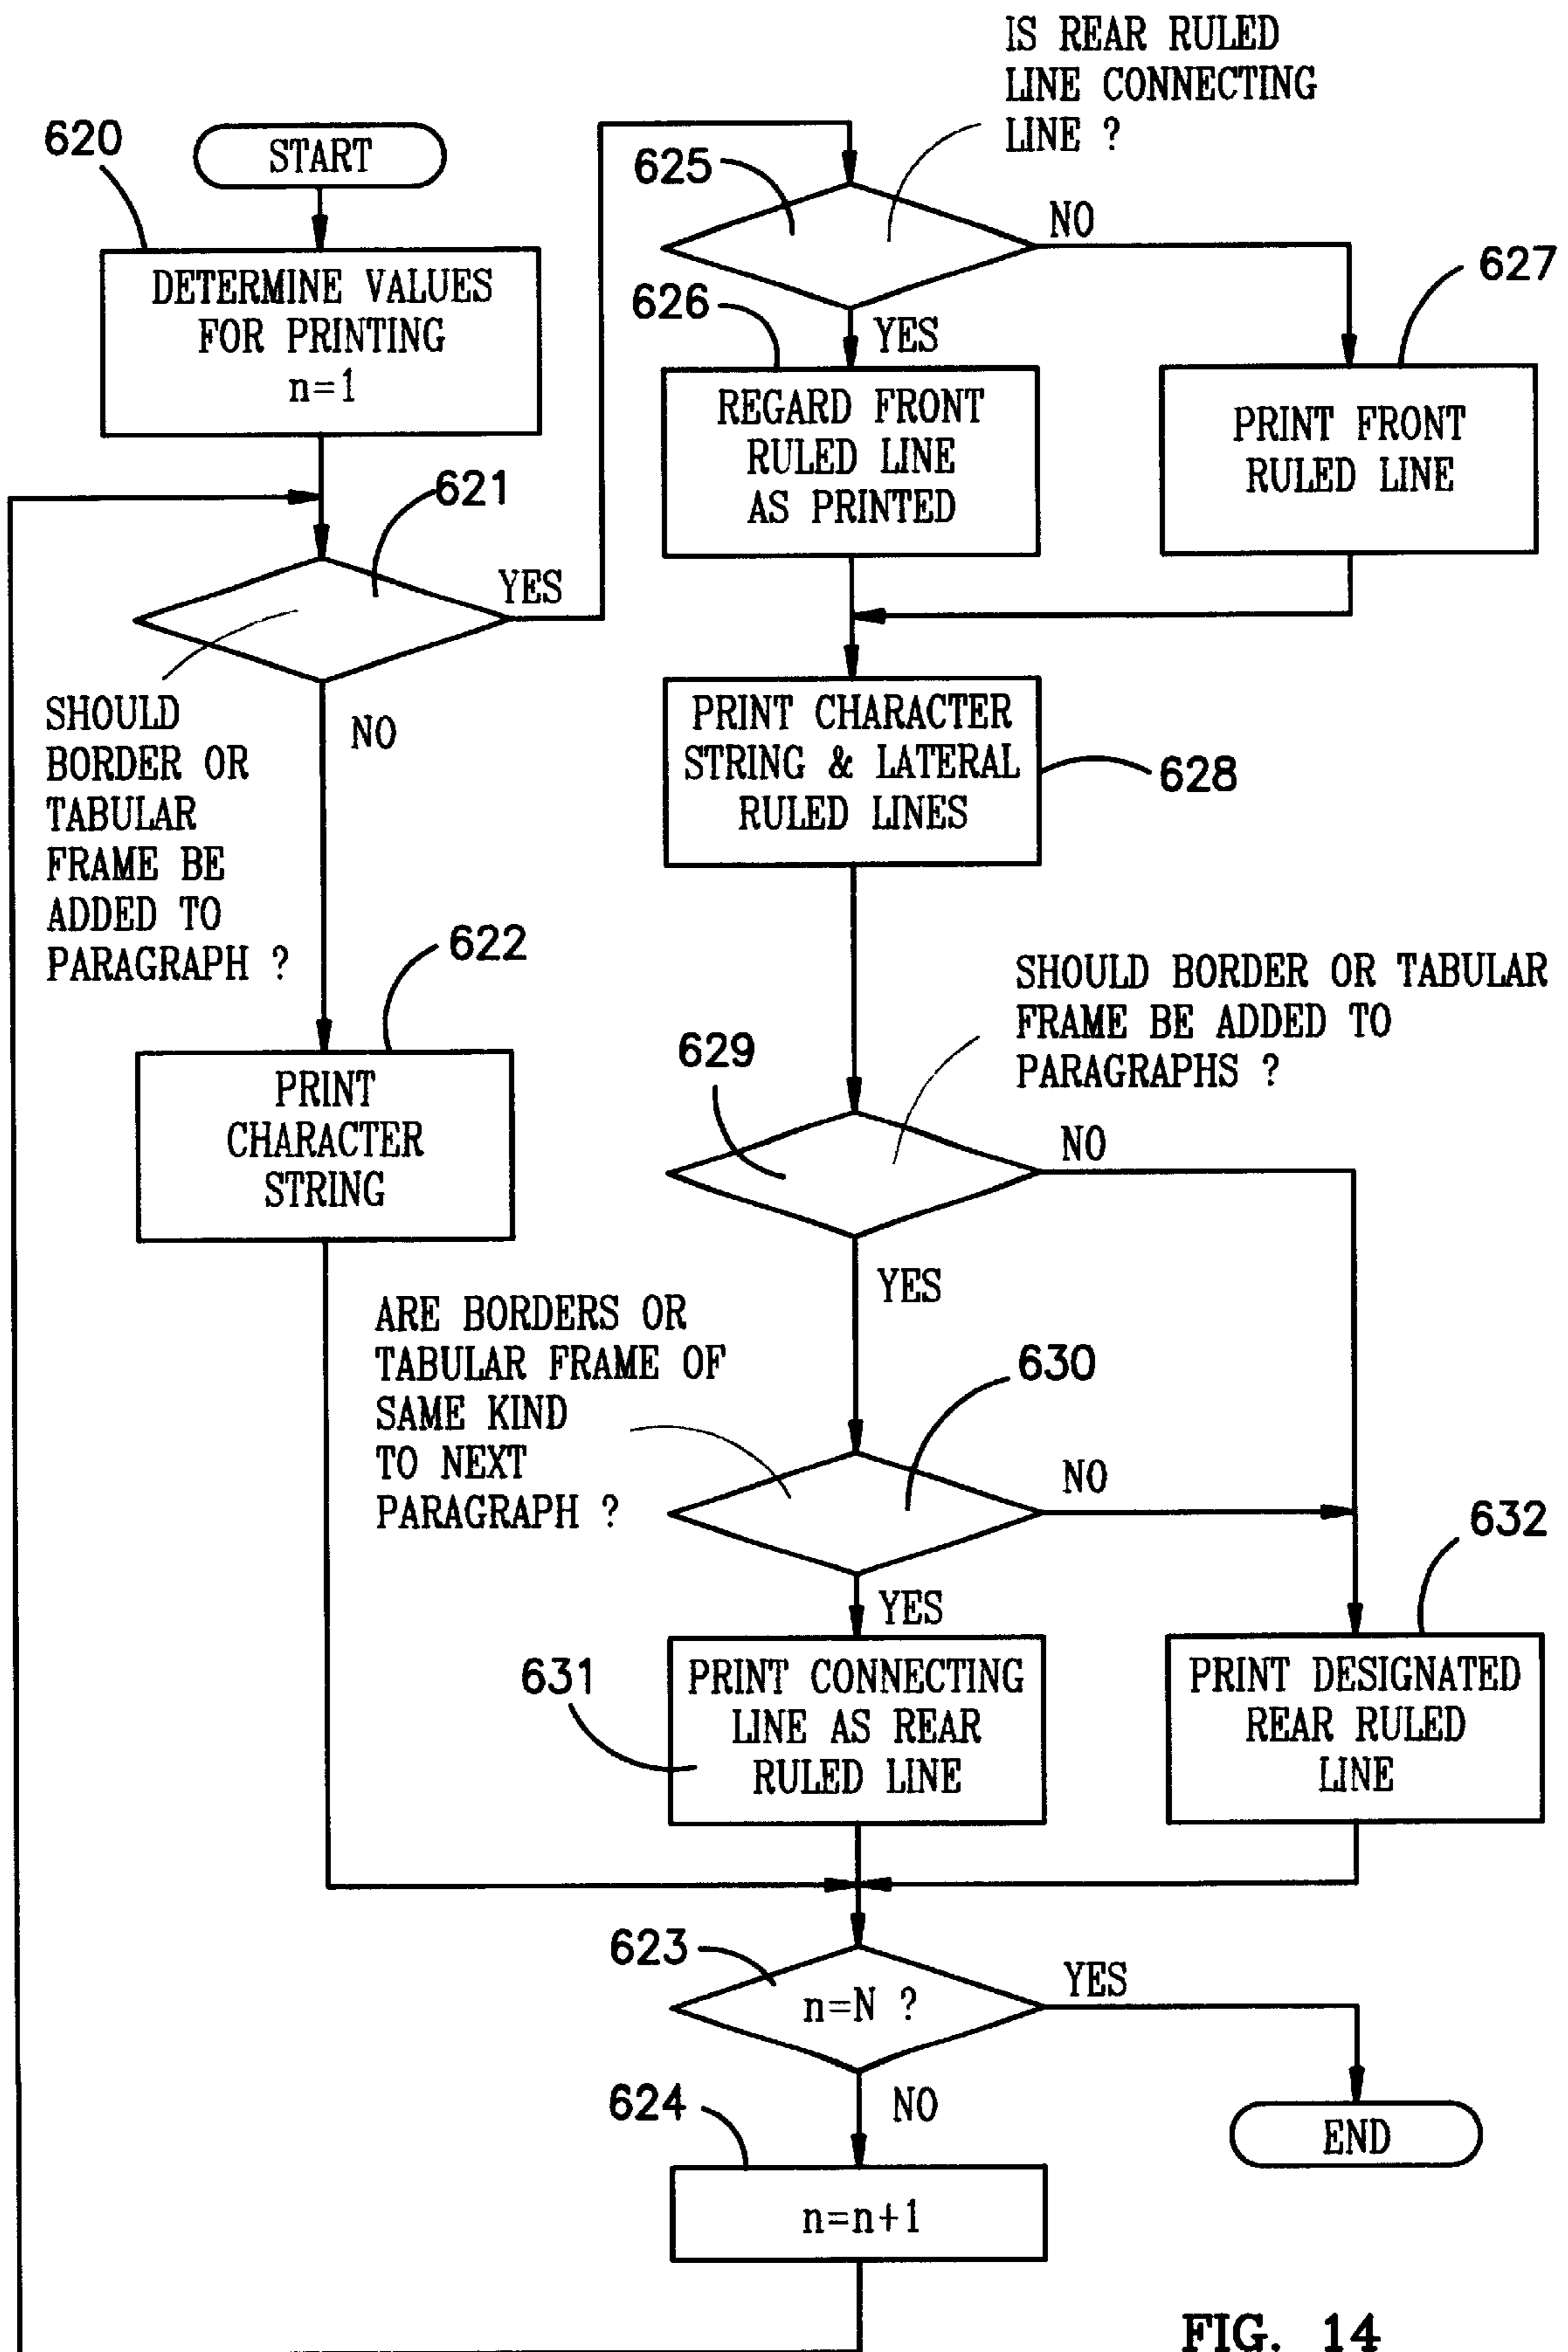 START
620
DETERMINE VALUES
FOR PRINTING
n=1
621
YES
SHOULD
BORDER OR
TABULAR
FRAME BE
ADDED TO
PARAGRAPH ?
NO
622
PRINT
CHARACTER
STRING
IS REAR RULED
LINE CONNECTING
LINE ?
625
NO
626
YES
627
REGARD FRONT
RULED LINE
AS PRINTED
PRINT FRONT
RULED LINE
PRINT CHARACTER
STRING & LATERAL
RULED LINES
628
SHOULD BORDER OR TABULAR
FRAME BE ADDED TO
PARAGRAPHS ?
629
NO
YES
ARE BORDERS OR
TABULAR FRAME OF
SAME KIND
TO NEXT
PARAGRAPH ?
630
NO
YES
631
PRINT CONNECTING
LINE AS REAR
RULED LINE
632
PRINT DESIGNATED
REAR RULED
LINE
623
n=N ?
YES
NO
END
624
n=n+1
FIG. 14